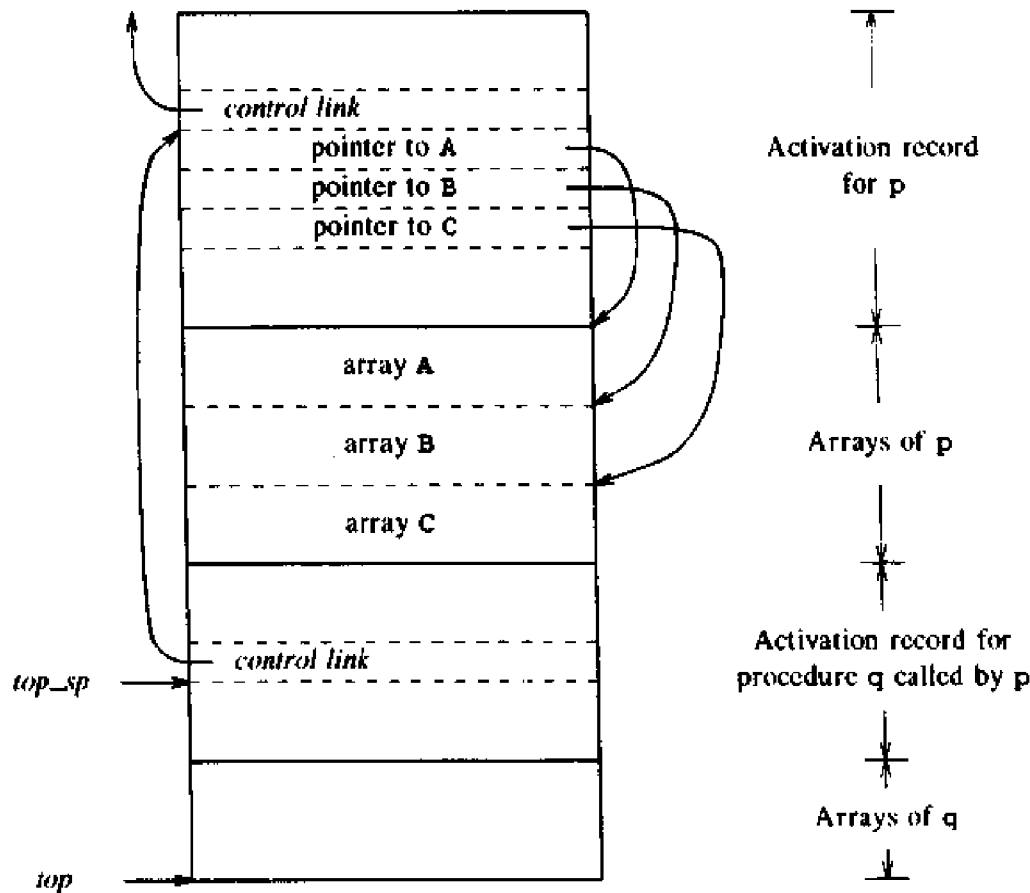 control link
pointer to A
pointer to B
pointer to C
Activation record
for p
array A
array B
array C
Arrays of p
control link
top_sp
Activation record for
procedure q called by p
Arrays of q
top